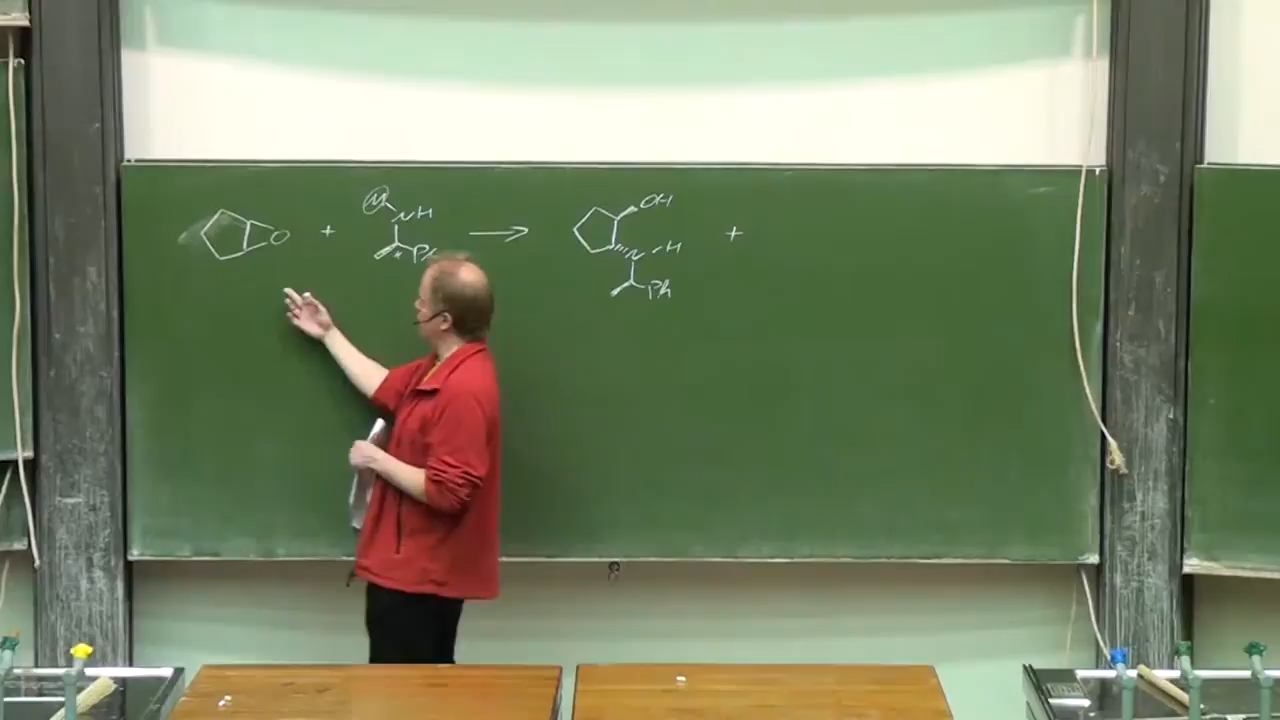 O + M NH * Ph → OH N H Ph +